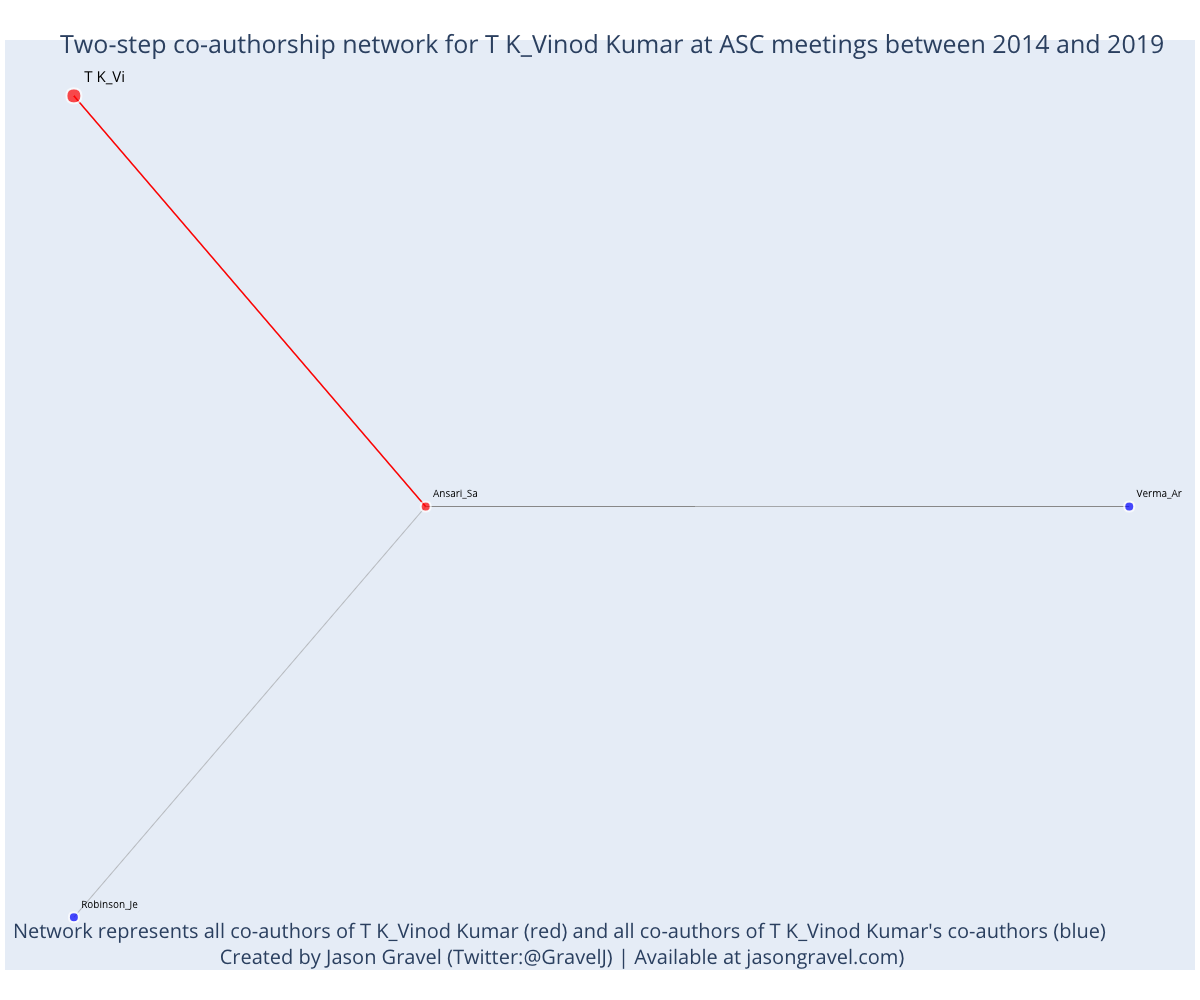 Two-step co-authorship network for T K_Vinod Kumar at ASC meetings between 2014 and 2019
T K_Vi
Ansari_Sa
Verma_Ar
Robinson_Je
Network represents all co-authors of T K_Vinod Kumar (red) and all co-authors of T K_Vinod Kumar's co-authors (blue)
Created by Jason Gravel (Twitter:@GravelJ) | Available at jasongravel.com)